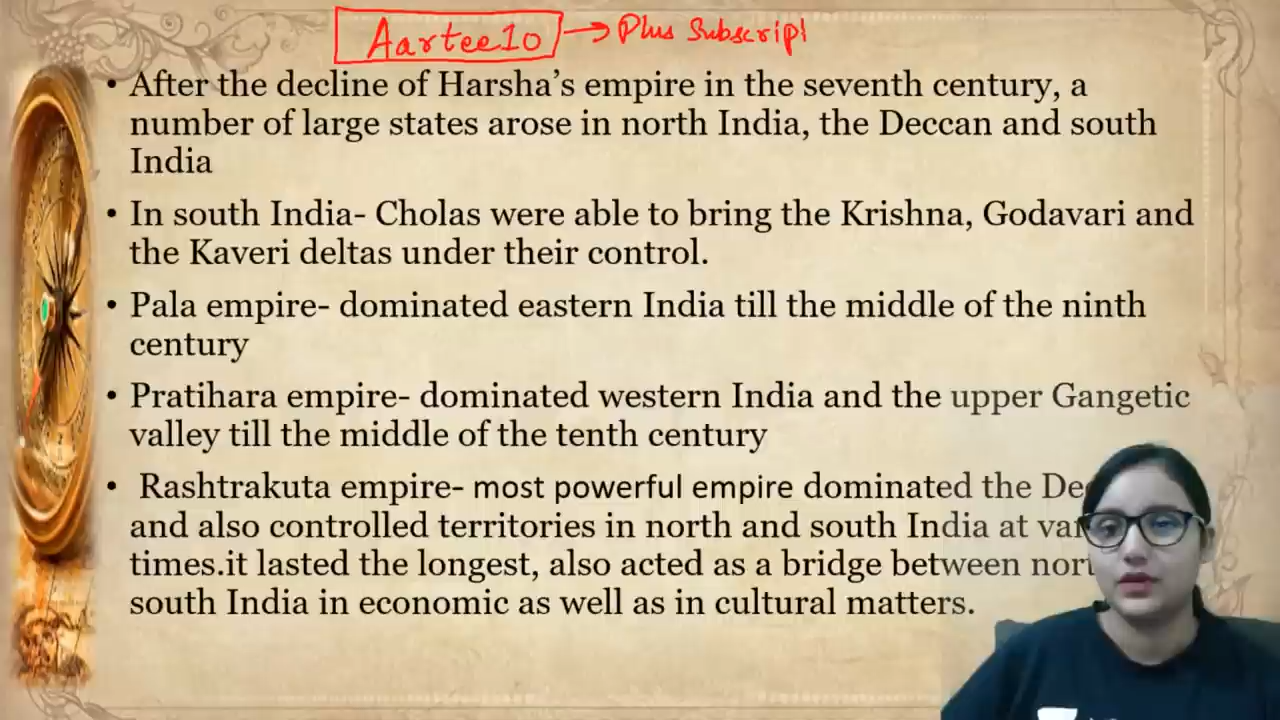 Aartee10 → Plus Subscript
After the decline of Harsha's empire in the seventh century, a
number of large states arose in north India, the Deccan and south
India
In south India- Cholas were able to bring the Krishna, Godavari and
the Kaveri deltas under their control.
Pala empire- dominated eastern India till the middle of the ninth
century
Pratihara empire- dominated western India and the upper Gangetic
valley till the middle of the tenth century
Rashtrakuta empire- most powerful empire dominated the
and also controlled territories in north and south India at
times.it lasted the longest, also acted as a bridge between
south India in economic as well as in cultural matters.